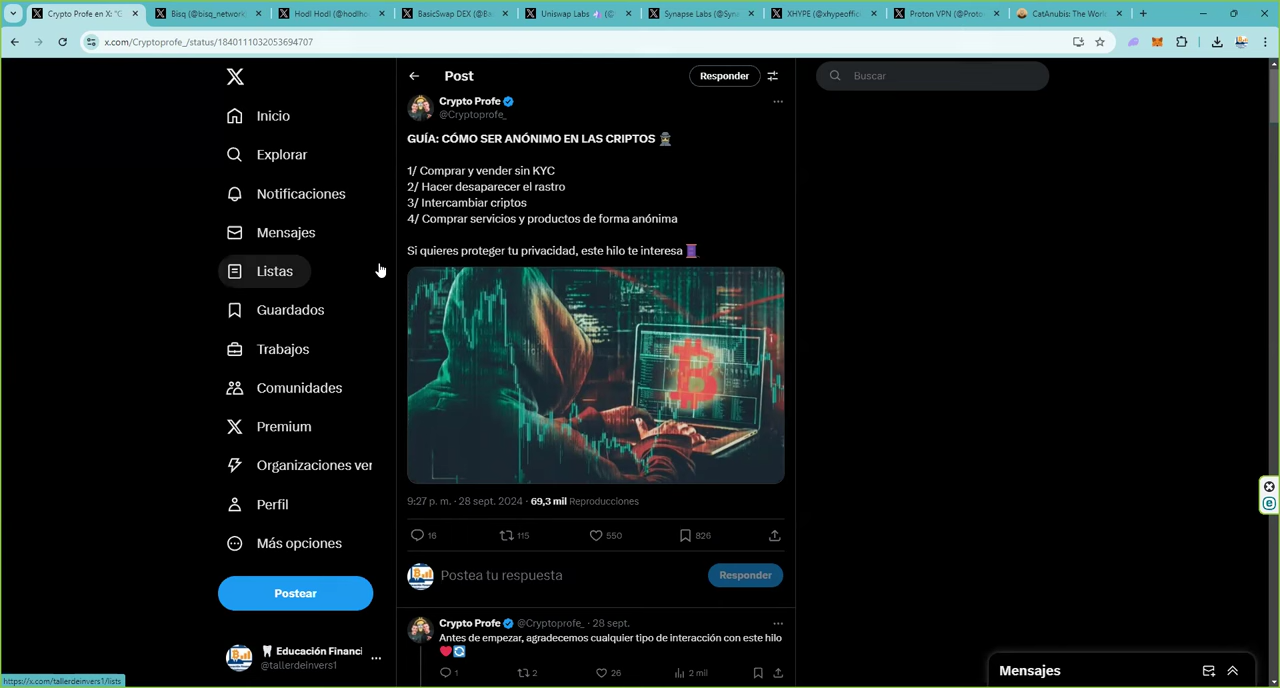 Crypto Profe en X: "G
Bisq (@bisq_network
Hodl Hodl (@hodlho
BasicSwap DEX (@Ba
Uniswap Labs
Synapse Labs (@Syna
XHYPE (@xhypeoffic
Proton VPN (@Proto
CatAnubis: The Worl
x.com/Cryptoprofe_/status/1840111032053694707
Inicio
Explorar
Notificaciones
Mensajes
Listas
Guardados
Trabajos
Comunidades
Premium
Organizaciones ver
Perfil
Más opciones
Postear
Educación Financi
@tallerdeinvers1
https://x.com/tallerdeinvers1/lists
Post
Responder
Crypto Profe
@Cryptoprofe_
GUÍA: CÓMO SER ANÓNIMO EN LAS CRIPTOS
1/ Comprar y vender sin KYC
2/ Hacer desaparecer el rastro
3/ Intercambiar criptos
4/ Comprar servicios y productos de forma anónima
Si quieres proteger tu privacidad, este hilo te interesa
9:27 p. m. · 28 sept. 2024 · 69,3 mil Reproducciones
16 115 550 826
Postea tu respuesta
Responder
Crypto Profe @Cryptoprofe_ · 28 sept.
Antes de empezar, agradecemos cualquier tipo de interacción con este hilo
1 2 26 2 mil
Buscar
Mensajes